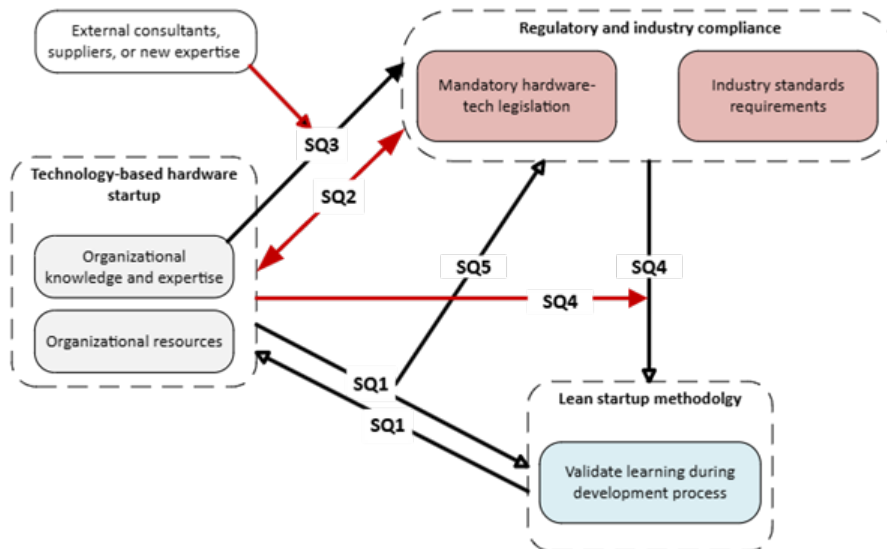 External consultants,
suppliers, or new expertise
Regulatory and industry compliance
Mandatory hardware-
tech legislation
Industry standards
requirements
SQ3
Technology-based hardware
startup
SQ2
Organizational
knowledge and expertise
SQ5
SQ4
SQ4
Organizational resources
SQ1
SQ1
Lean startup methodolgy
Validate learning during
development process